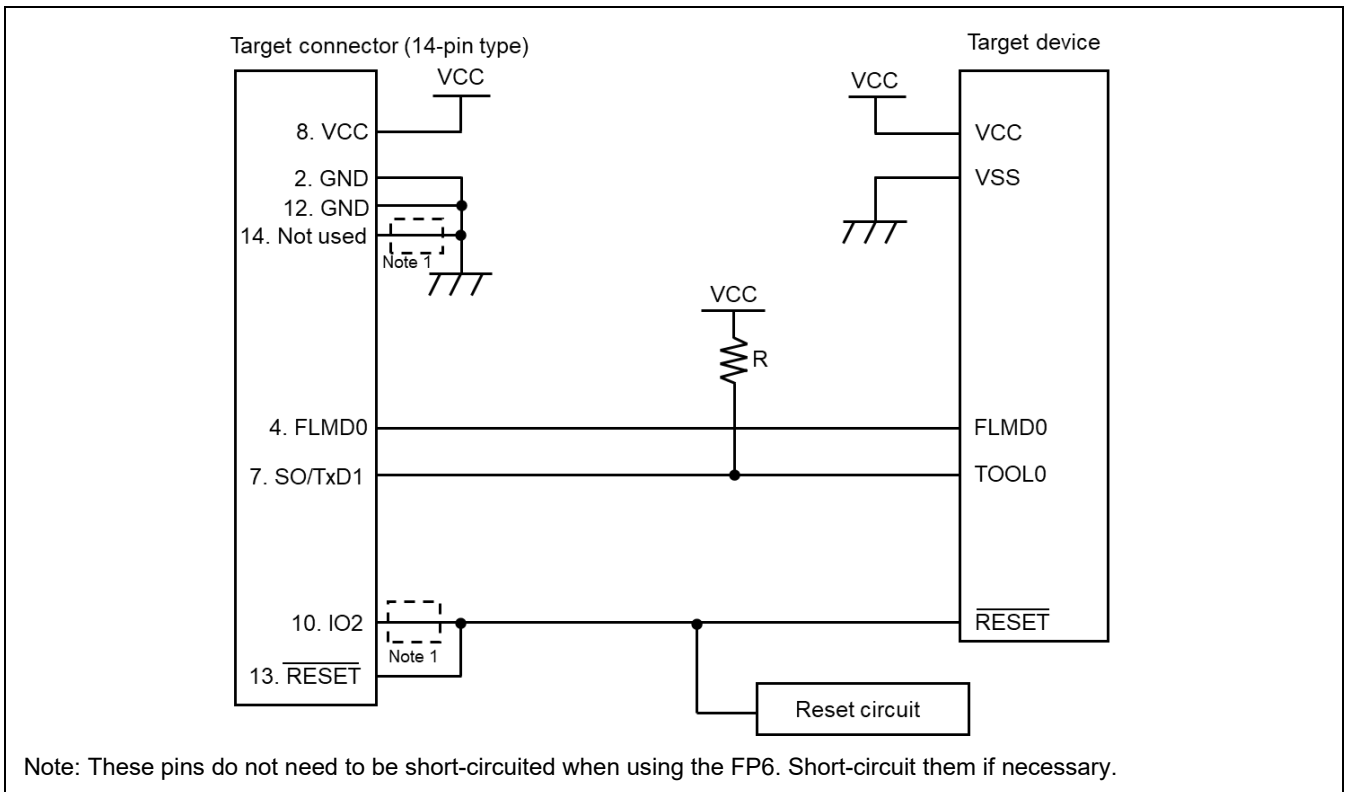 Target connector (14-pin type)
Target device
VCC
VCC
8. VCC
VCC
2. GND
VSS
12. GND
14. Not used
Note 1
VCC
R
4. FLMD0
FLMD0
7. SO/TxD1
TOOL0
10. IO2
RESET
Note 1
13. RESET
Reset circuit
Note: These pins do not need to be short-circuited when using the FP6. Short-circuit them if necessary.